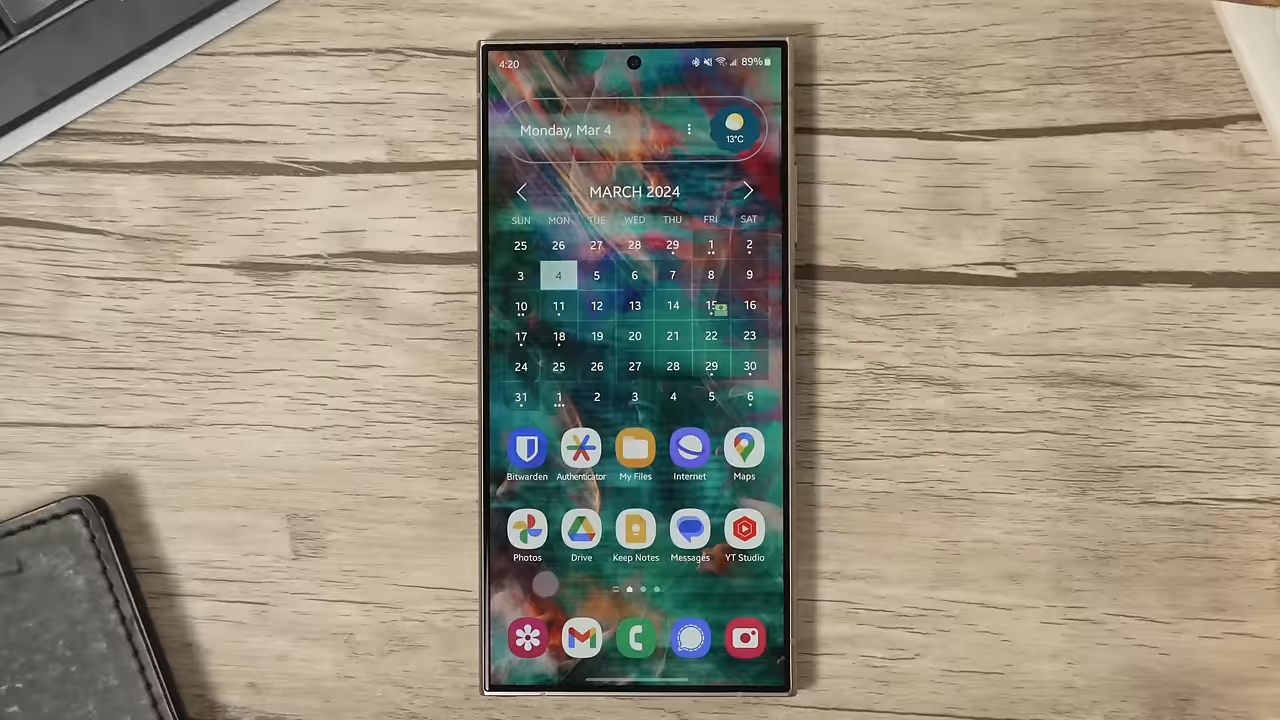 4:20 89%
Monday, Mar 4
13°C
MARCH 2024
SUN MON TUE WED THU FRI SAT
25 26 27 28 29 1 2
3 4 5 6 7 8 9
10 11 12 13 14 15 16
17 18 19 20 21 22 23
24 25 26 27 28 29 30
31 1 2 3 4 5 6
Bitwarden Authenticator My Files Internet Maps
Photos Drive Keep Notes Messages YT Studio